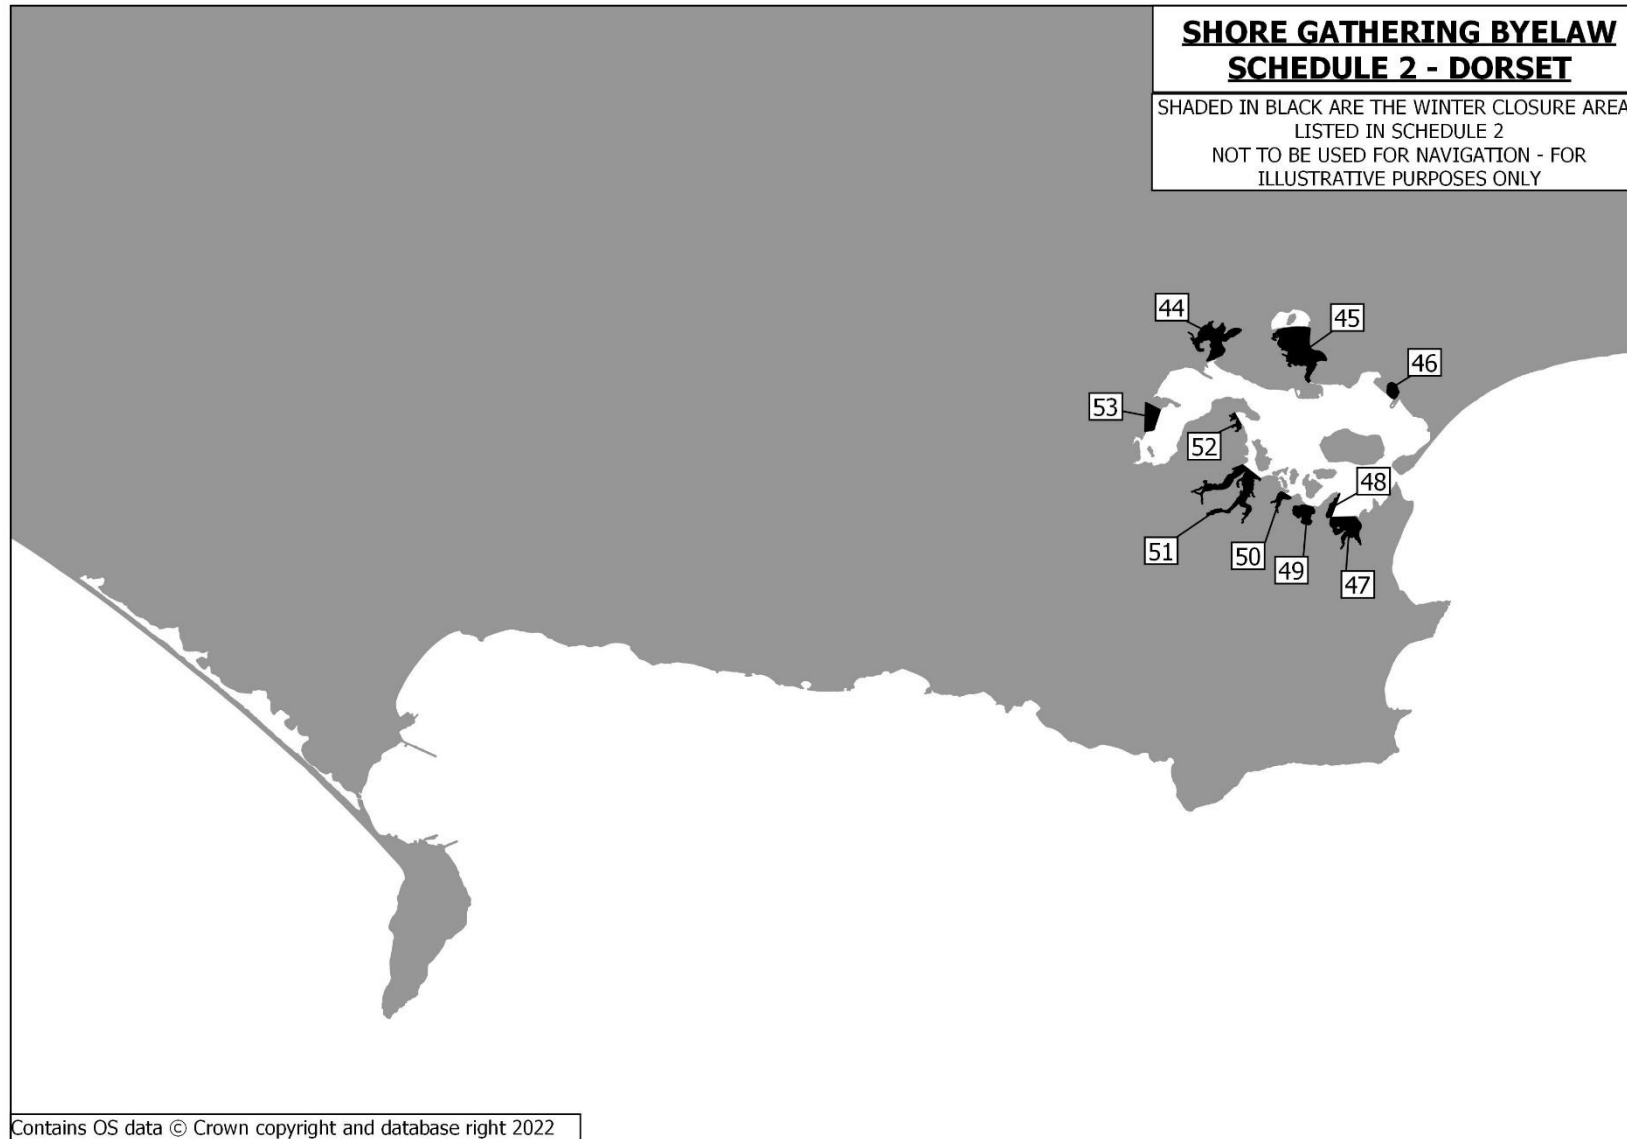 SHORE GATHERING BYELAW
SCHEDULE 2 - DORSET
SHADED IN BLACK ARE THE WINTER CLOSURE AREA
LISTED IN SCHEDULE 2
NOT TO BE USED FOR NAVIGATION - FOR
ILLUSTRATIVE PURPOSES ONLY
44
45
46
53
52
48
51
50
49
47
Contains OS data © Crown copyright and database right 2022